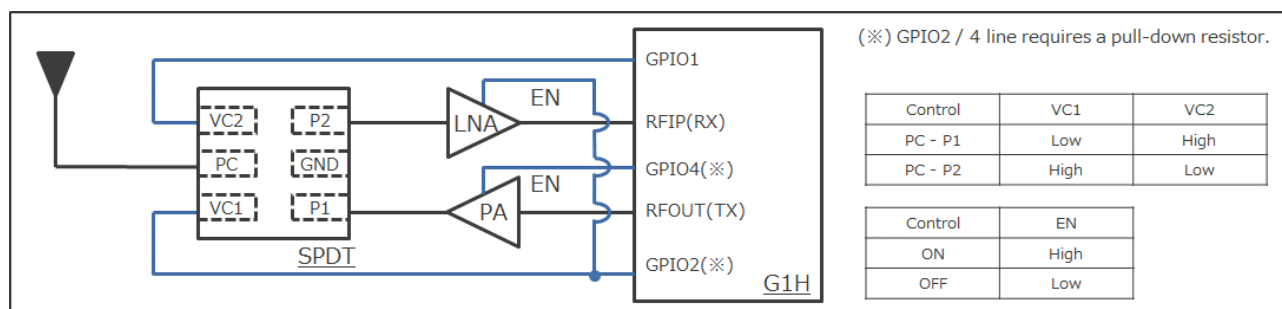 (※) GPIO2 / 4 line requires a pull-down resistor.
GPIO1
EN
VC2 P2 LNA RFIP(RX)
PC GND GPIO4(※)
EN
VC1 P1 PA RFOUT(TX)
SPDT
GPIO2(※)
G1H
Control VC1 VC2
PC - P1 Low High
PC - P2 High Low
Control EN
ON High
OFF Low